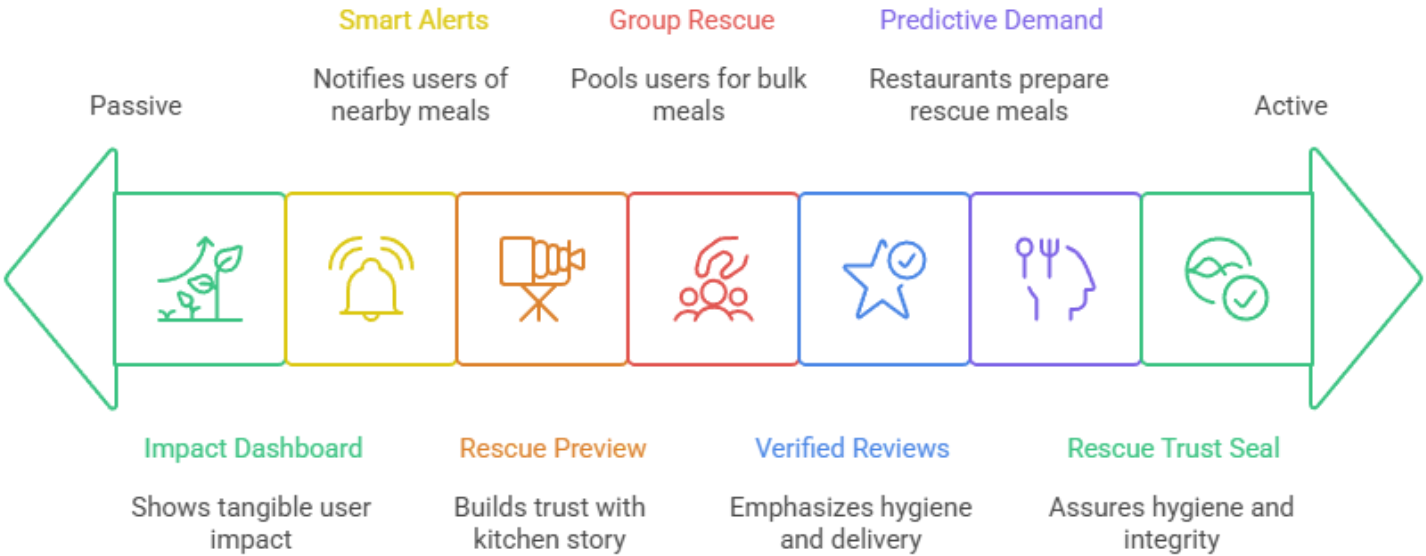 Smart Alerts
Notifies users of
nearby meals
Group Rescue
Pools users for bulk
meals
Predictive Demand
Restaurants prepare
rescue meals
Passive
Active
Impact Dashboard
Shows tangible user
impact
Rescue Preview
Builds trust with
kitchen story
Verified Reviews
Emphasizes hygiene
and delivery
Rescue Trust Seal
Assures hygiene and
integrity